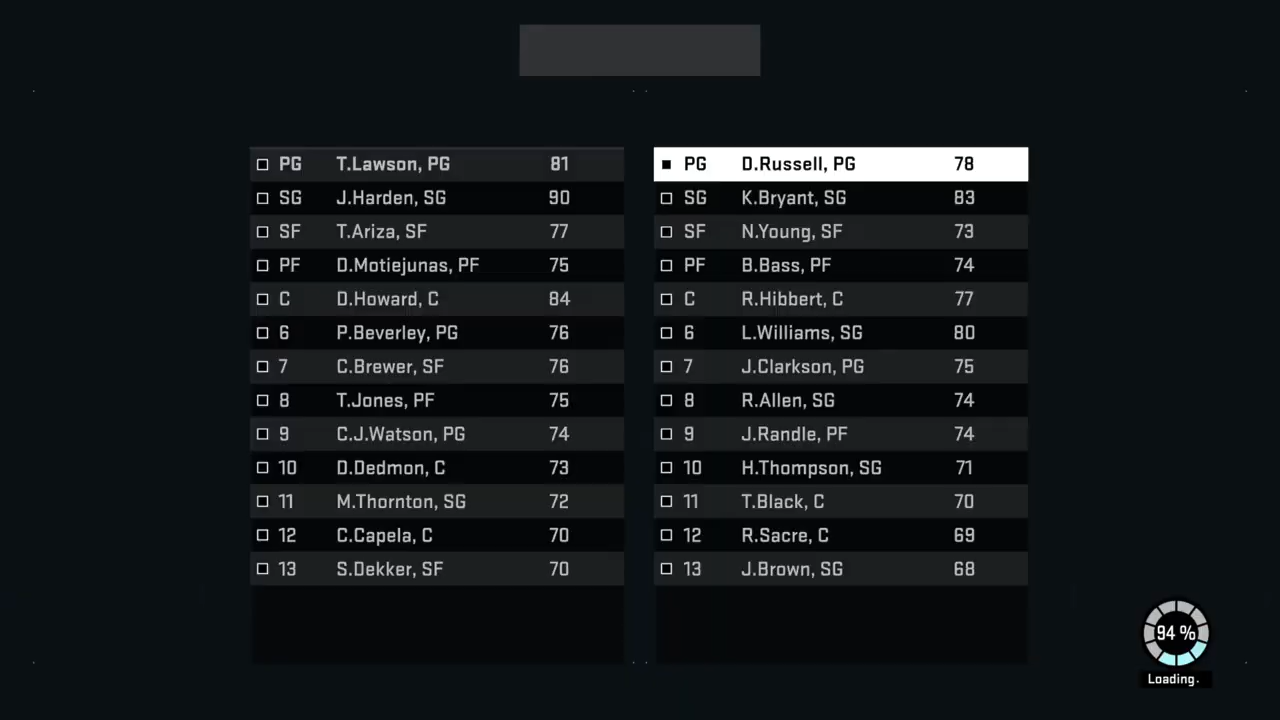 PG T.Lawson, PG 81
SG J.Harden, SG 90
SF T.Ariza, SF 77
PF D.Motiejunas, PF 75
C D.Howard, C 84
6 P.Beverley, PG 76
7 C.Brewer, SF 76
8 T.Jones, PF 75
9 C.J.Watson, PG 74
10 D.Dedmon, C 73
11 M.Thornton, SG 72
12 C.Capela, C 70
13 S.Dekker, SF 70
PG D.Russell, PG 78
SG K.Bryant, SG 83
SF N.Young, SF 73
PF B.Bass, PF 74
C R.Hibbert, C 77
6 L.Williams, SG 80
7 J.Clarkson, PG 75
8 R.Allen, SG 74
9 J.Randle, PF 74
10 H.Thompson, SG 71
11 T.Black, C 70
12 R.Sacre, C 69
13 J.Brown, SG 68
94 %
Loading.